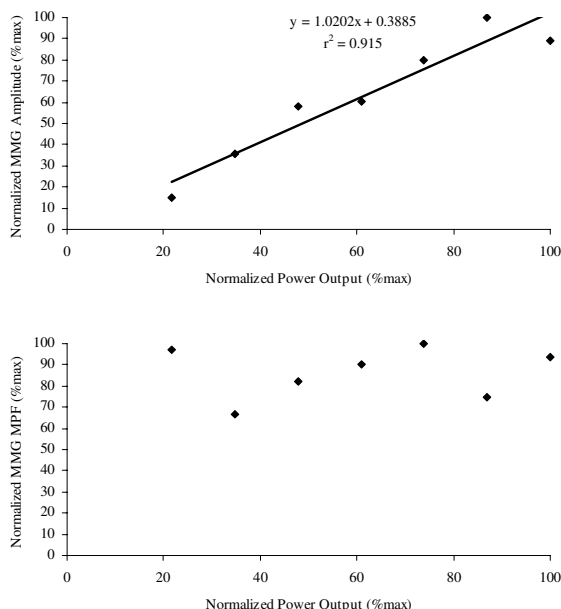 y = 1.0202x + 0.3885
r² = 0.915
Normalized MMG Amplitude (%max)
100
90
80
70
60
50
40
30
20
10
0
0 20 40 60 80 100
Normalized Power Output (%max)
Normalized MMG MPF (%max)
100
90
80
70
60
50
40
30
20
10
0
0 20 40 60 80 100
Normalized Power Output (%max)